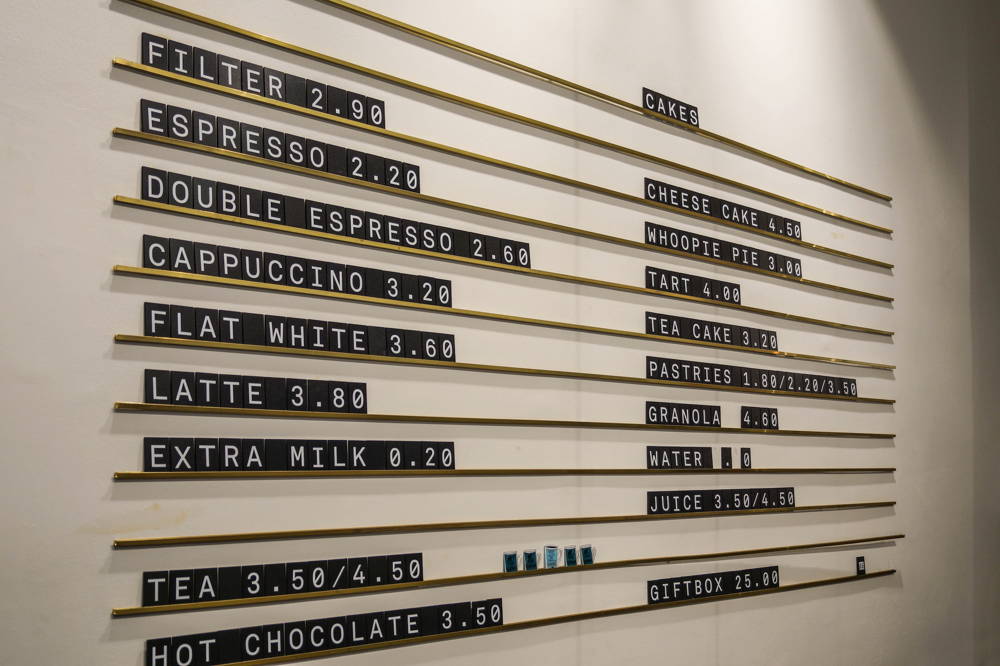 FILTER 2.90
ESPRESSO 2.20
DOUBLE ESPRESSO 2.60
CAPPUCCINO 3.20
FLAT WHITE 3.60
LATTE 3.80
EXTRA MILK 0.20
TEA 3.50/4.50
HOT CHOCOLATE 3.50
CAKES
CHEESE CAKE 4.50
WHOOPIE PIE 3.00
TART 4.00
TEA CAKE 3.20
PASTRIES 1.80/2.20/3.50
GRANOLA 4.60
WATER . 0
JUICE 3.50/4.50
GIFTBOX 25.00